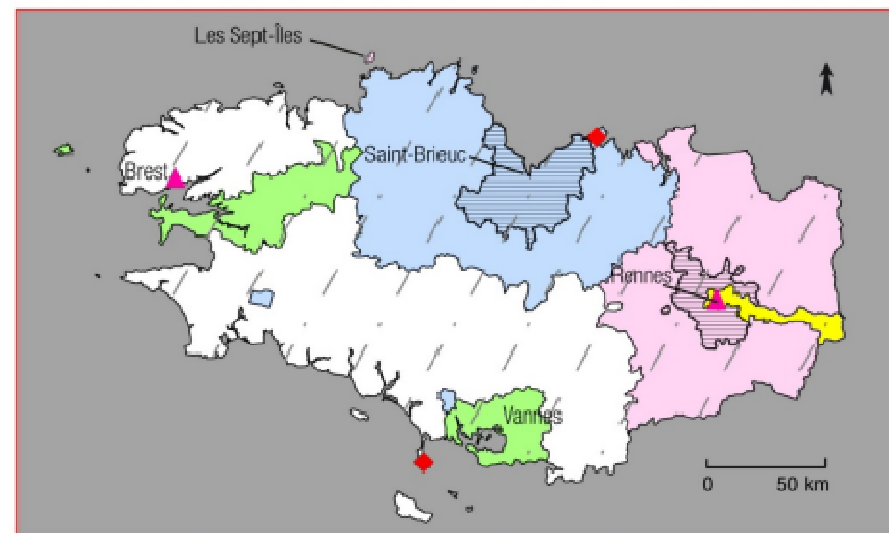 Les Sept-Îles
Saint-Brieuc
Brest
Rennes
Vannes
0 50 km